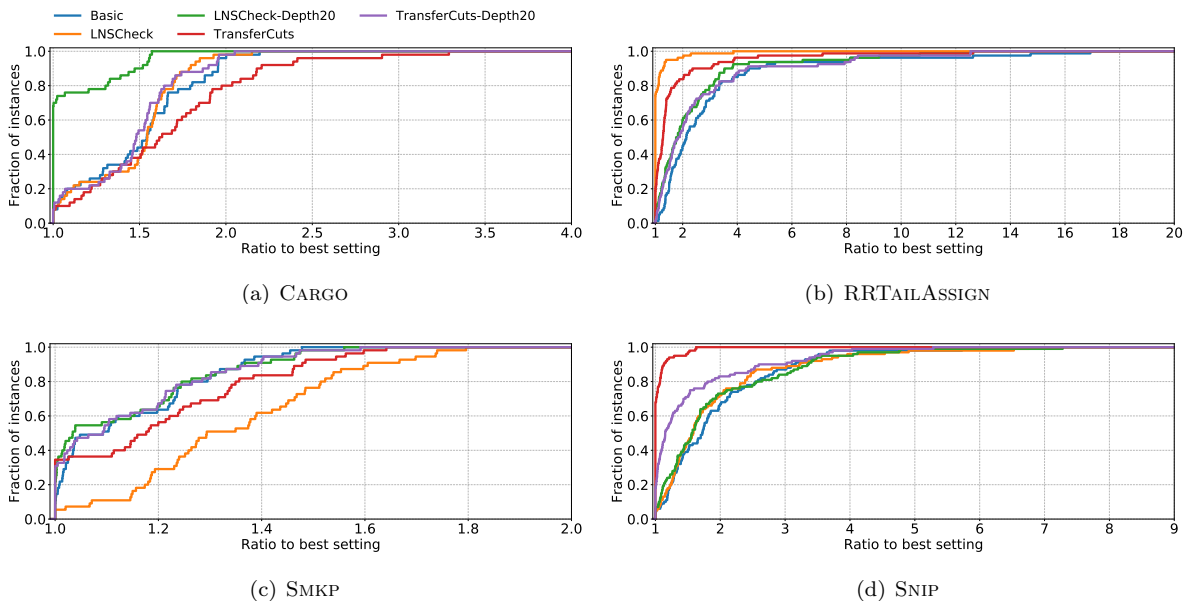 Basic LNSCheck-Depth20 TransferCuts-Depth20
LNSCheck TransferCuts
1.0
0.8
0.6
0.4
0.2
0.0
Fraction of instances
1.0 1.5 2.0 2.5 3.0 3.5 4.0
Ratio to best setting
(a) CARGO
1.0
0.8
0.6
0.4
0.2
0.0
Fraction of instances
1 2 4 6 8 10 12 14 16 18 20
Ratio to best setting
(b) RRTAILASSIGN
1.0
0.8
0.6
0.4
0.2
0.0
Fraction of instances
1.0 1.2 1.4 1.6 1.8 2.0
Ratio to best setting
(c) SMKP
1.0
0.8
0.6
0.4
0.2
0.0
Fraction of instances
1 2 3 4 5 6 7 8 9
Ratio to best setting
(d) SNIP